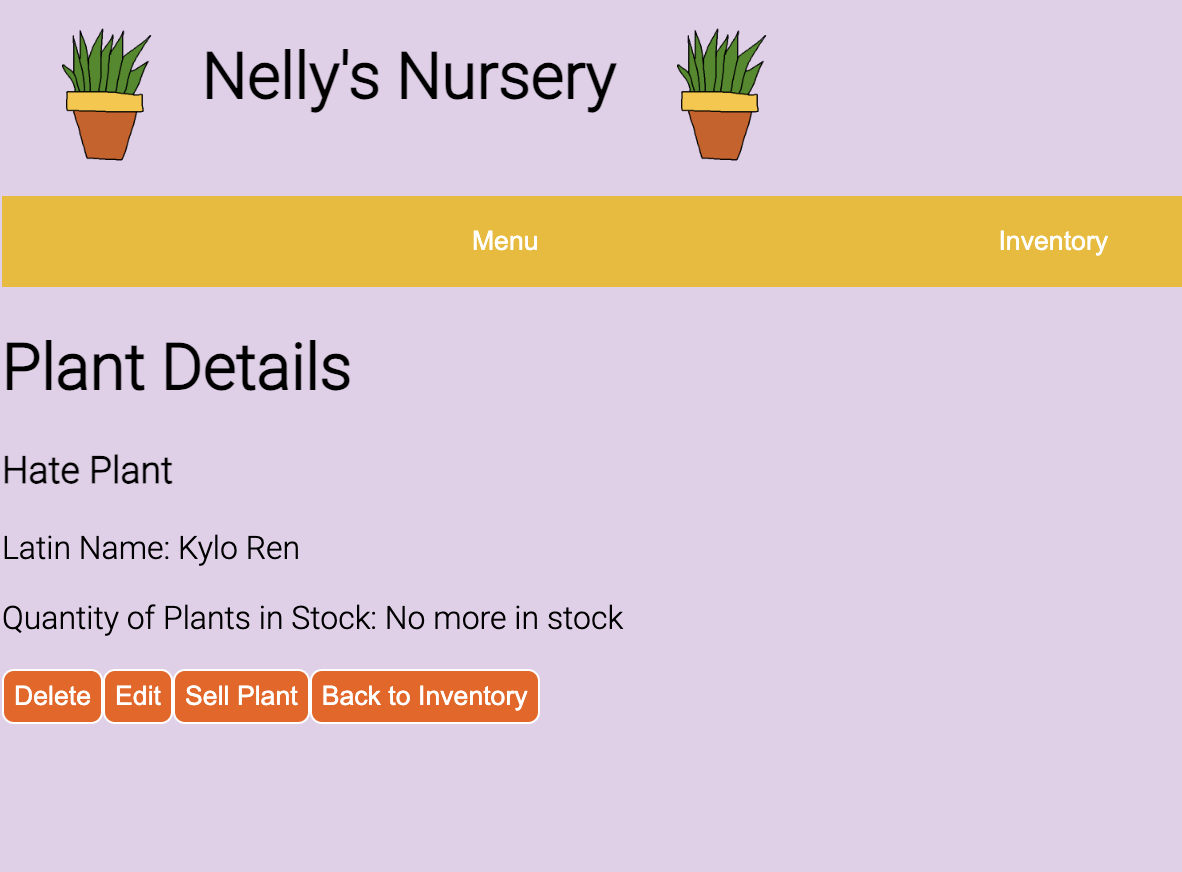 Nelly's Nursery
Menu Inventory
Plant Details
Hate Plant
Latin Name: Kylo Ren
Quantity of Plants in Stock: No more in stock
Delete Edit Sell Plant Back to Inventory